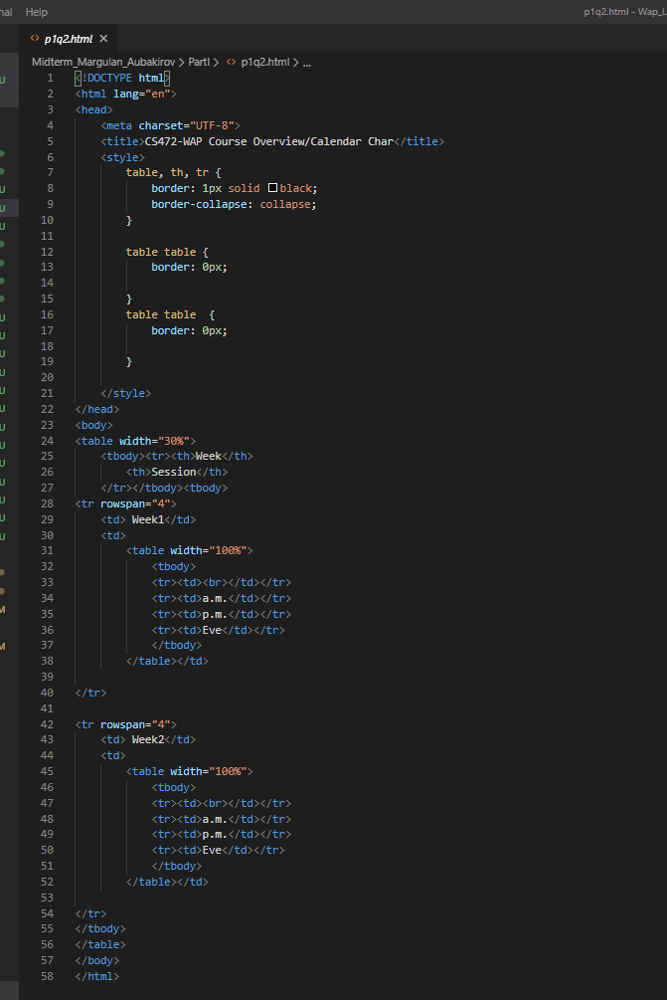 nal Help p1q2.html - Wap_L
<> p1q2.html ×
Midterm_Margulan_Aubakirov > PartI > <> p1q2.html > ...
1 <!DOCTYPE html>
2 <html lang="en">
3 <head>
4 <meta charset="UTF-8">
5 <title>CS472-WAP Course Overview/Calendar Char</title>
6 <style>
7 table, th, tr {
8 border: 1px solid black;
9 border-collapse: collapse;
10 }
11
12 table table {
13 border: 0px;
14
15 }
16 table table  {
17 border: 0px;
18
19 }
20
21 </style>
22 </head>
23 <body>
24 <table width="30%">
25 <tbody><tr><th>Week</th>
26 <th>Session</th>
27 </tr></tbody><tbody>
28 <tr rowspan="4">
29 <td> Week1</td>
30 <td>
31 <table width="100%">
32 <tbody>
33 <tr><td><br></td></tr>
34 <tr><td>a.m.</td></tr>
35 <tr><td>p.m.</td></tr>
36 <tr><td>Eve</td></tr>
37 </tbody>
38 </table></td>
39
40 </tr>
41
42 <tr rowspan="4">
43 <td> Week2</td>
44 <td>
45 <table width="100%">
46 <tbody>
47 <tr><td><br></td></tr>
48 <tr><td>a.m.</td></tr>
49 <tr><td>p.m.</td></tr>
50 <tr><td>Eve</td></tr>
51 </tbody>
52 </table></td>
53
54 </tr>
55 </tbody>
56 </table>
57 </body>
58 </html>